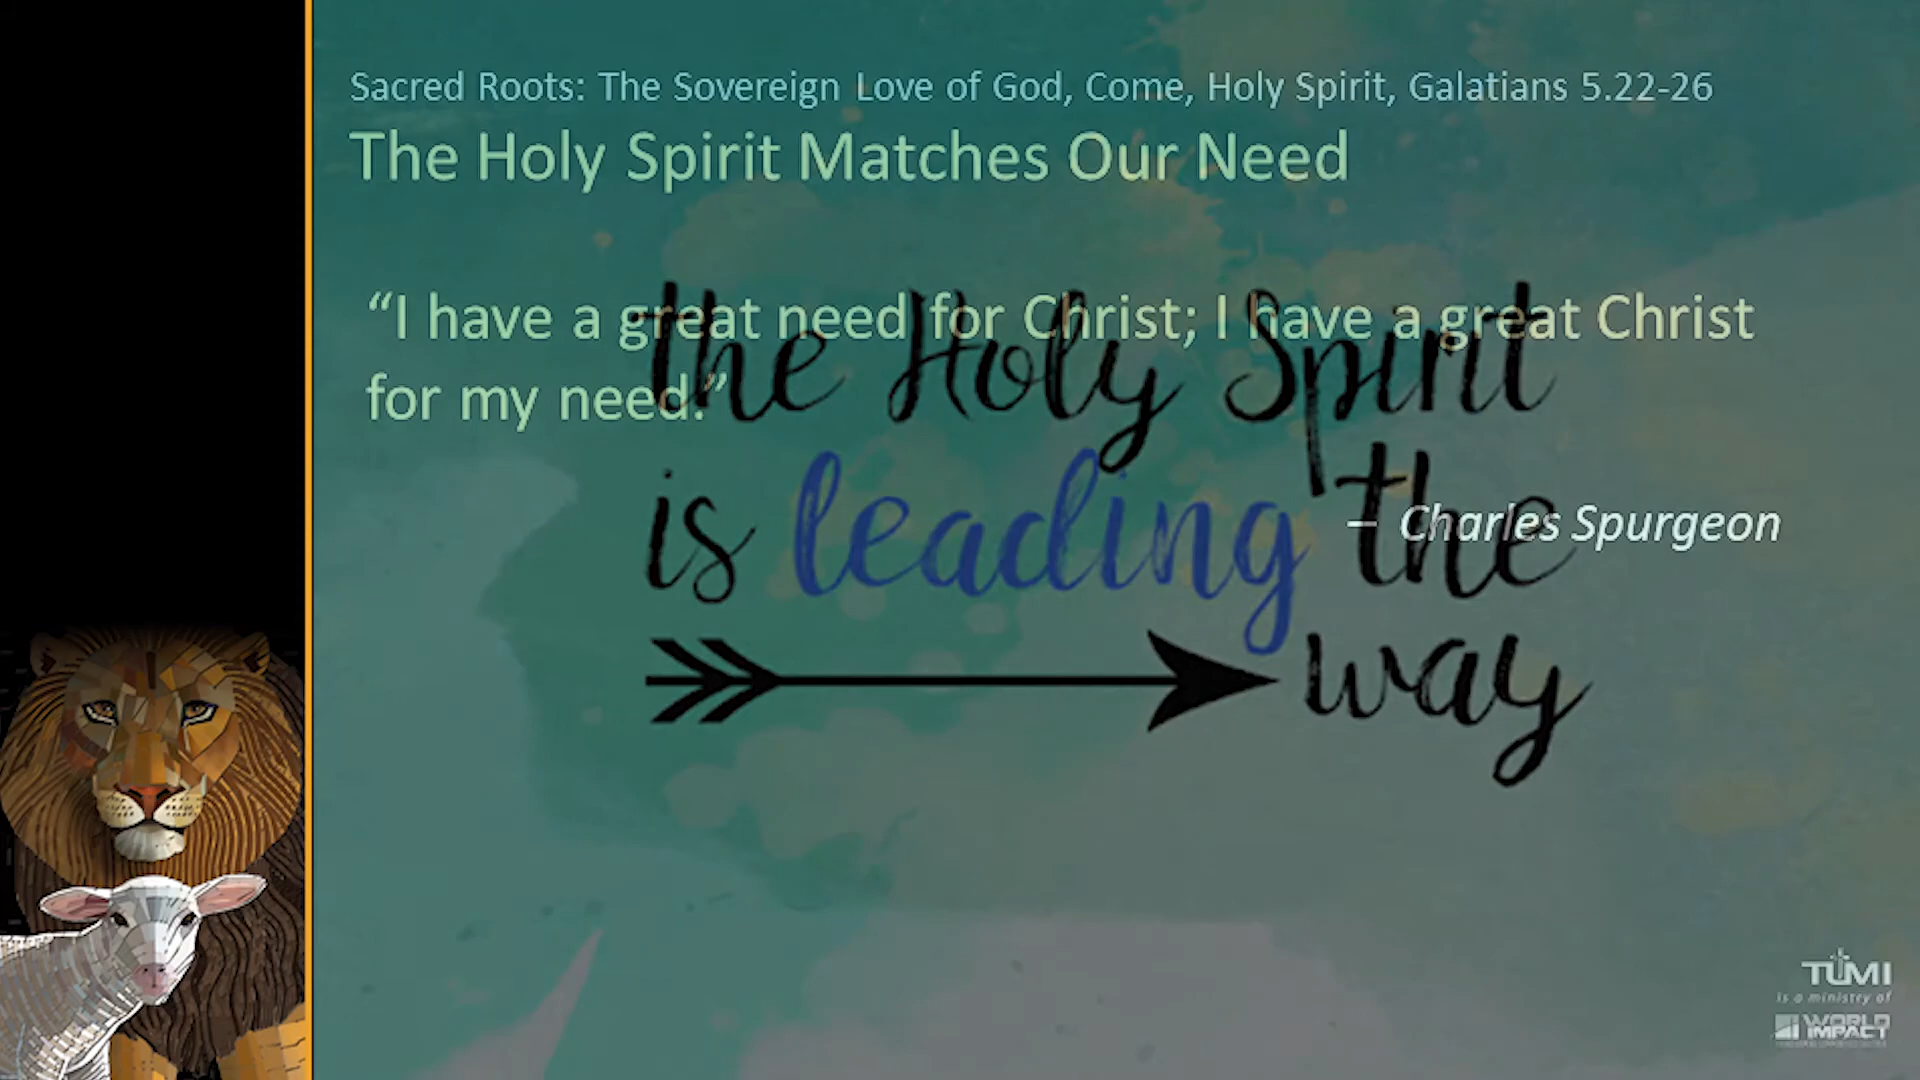 Sacred Roots: The Sovereign Love of God, Come, Holy Spirit, Galatians 5.22-26
The Holy Spirit Matches Our Need
“I have a great need for Christ; I have a great Christ
for my need.”
– Charles Spurgeon
the Holy Spirit
is leading the
way
TUMI
is a ministry of
WORLD
IMPACT